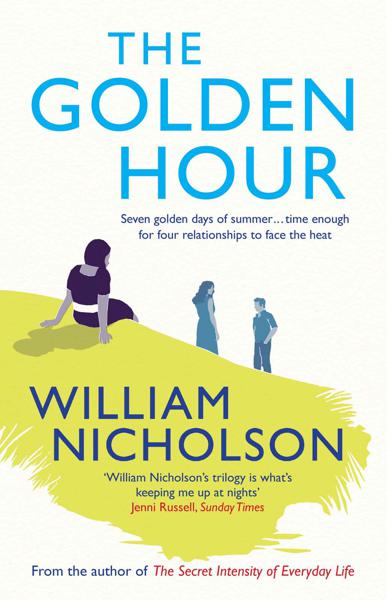 THE
GOLDEN
HOUR
Seven golden days of summer...time enough
for four relationships to face the heat
WILLIAM
NICHOLSON
‘William Nicholson’s trilogy is what’s
keeping me up at nights’
Jenni Russell, Sunday Times
From the author of The Secret Intensity of Everyday Life